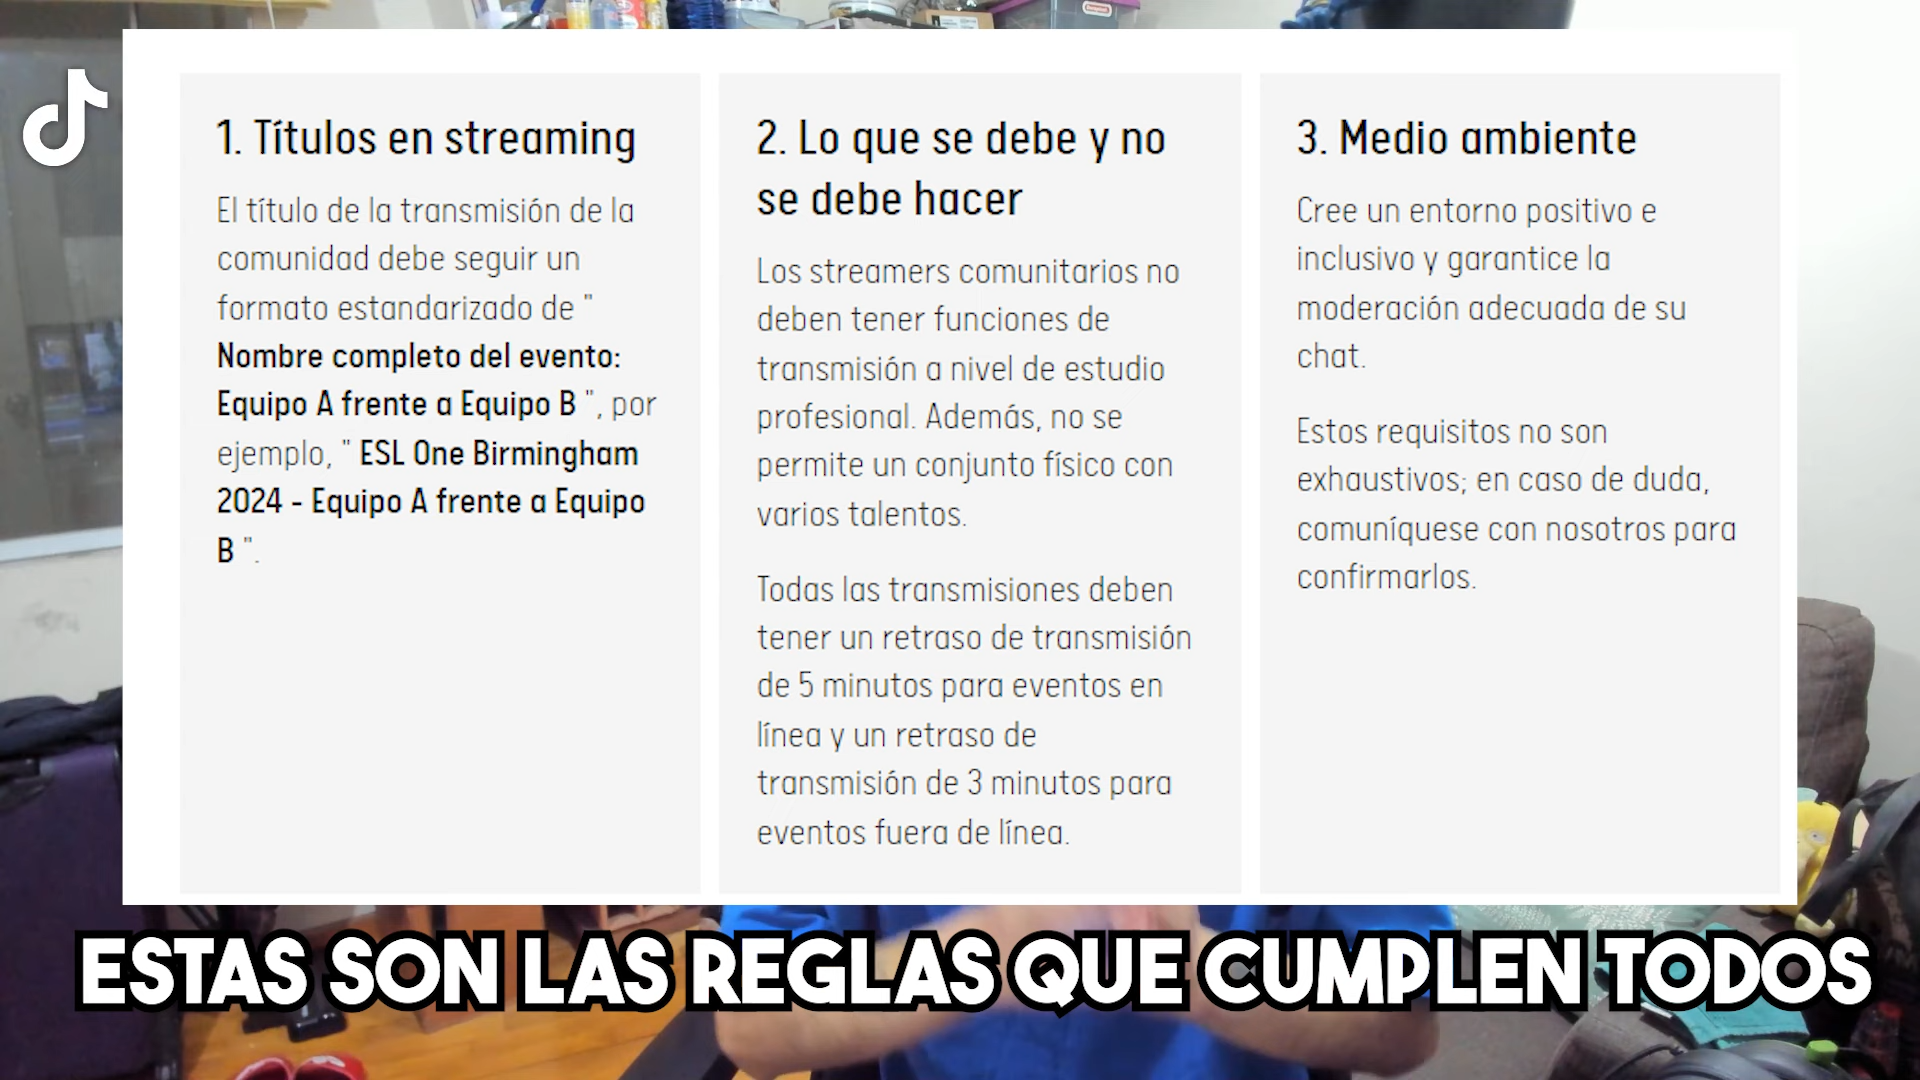 1. Títulos en streaming
El título de la transmisión de la
comunidad debe seguir un
formato estandarizado de "
Nombre completo del evento:
Equipo A frente a Equipo B ", por
ejemplo, " ESL One Birmingham
2024 - Equipo A frente a Equipo
B ".
2. Lo que se debe y no
se debe hacer
Los streamers comunitarios no
deben tener funciones de
transmisión a nivel de estudio
profesional. Además, no se
permite un conjunto físico con
varios talentos.
Todas las transmisiones deben
tener un retraso de transmisión
de 5 minutos para eventos en
línea y un retraso de
transmisión de 3 minutos para
eventos fuera de línea.
3. Medio ambiente
Cree un entorno positivo e
inclusivo y garantice la
moderación adecuada de su
chat.
Estos requisitos no son
exhaustivos; en caso de duda,
comuníquese con nosotros para
confirmarlos.
ESTAS SON LAS REGLAS QUE CUMPLEN TODOS